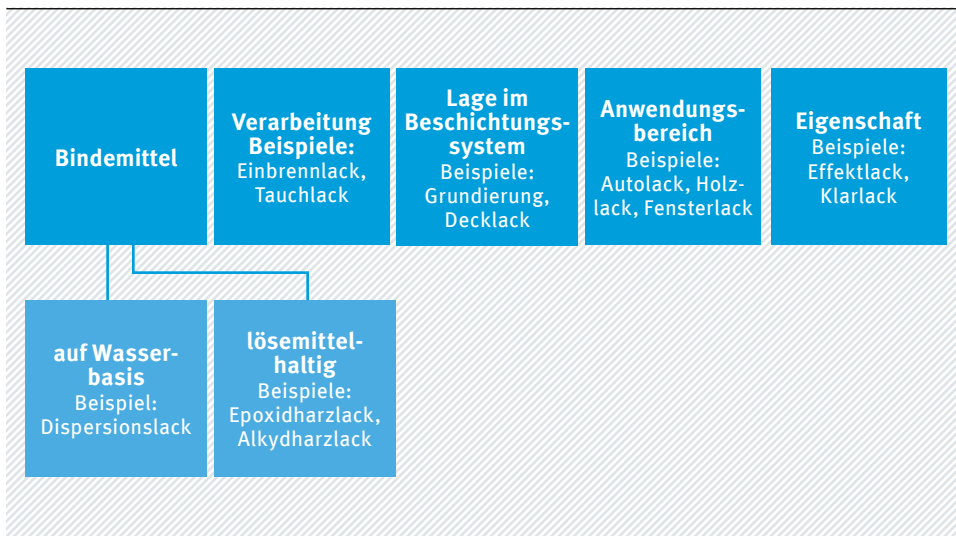 Bindemittel
Verarbeitung
Beispiele:
Einbrennlack,
Tauchlack
Lage im
Beschichtungs-
system
Beispiele:
Grundierung,
Decklack
Anwendungs-
bereich
Beispiele:
Autolack, Holz-
lack, Fensterlack
Eigenschaft
Beispiele:
Effektlack,
Klarlack
auf Wasser-
basis
Beispiel:
Dispersionslack
lösemittel-
haltig
Beispiele:
Epoxidharzlack,
Alkydharzlack